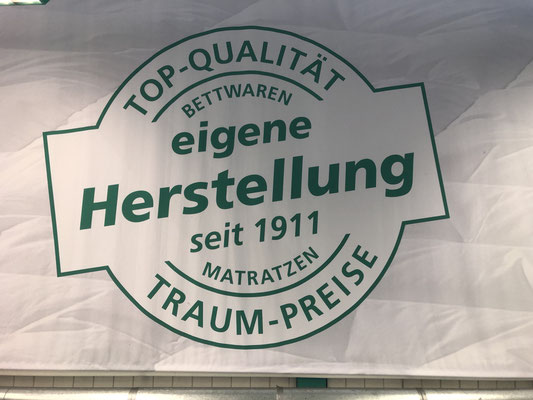 TOP-QUALITÄT
BETTWAREN
eigene
Herstellung
seit 1911
MATRATZEN
TRAUM-PREISE